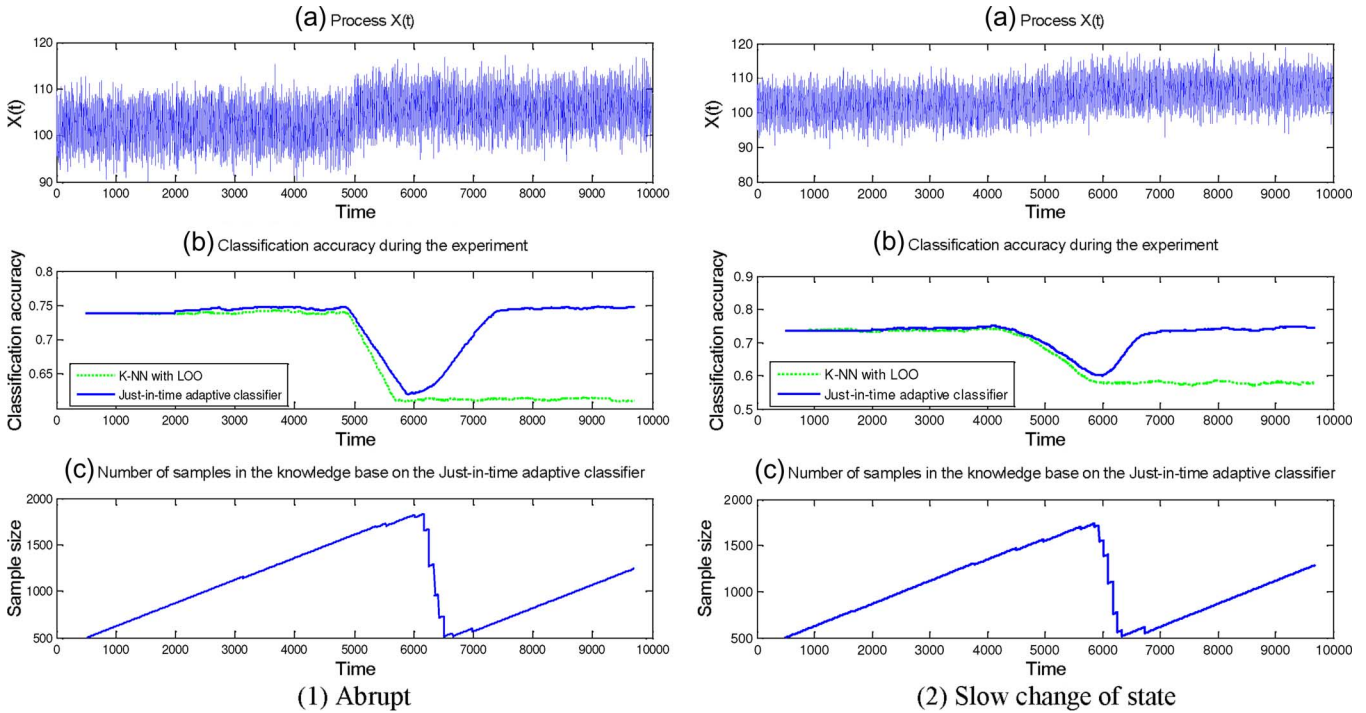 (a) Process X(t)
120
110
100
90
X(t)
0 1000 2000 3000 4000 5000 6000 7000 8000 9000 10000
Time
(b) Classification accuracy during the experiment
0.8
0.75
0.7
0.65
Classification accuracy
K-NN with LOO
Just-in-time adaptive classifier
0 1000 2000 3000 4000 5000 6000 7000 8000 9000 10000
Time
(c) Number of samples in the knowledge base on the Just-in-time adaptive classifier
2000
1500
1000
500
Sample size
0 1000 2000 3000 4000 5000 6000 7000 8000 9000 10000
Time
(1) Abrupt
(a) Process X(t)
120
110
100
90
80
X(t)
0 1000 2000 3000 4000 5000 6000 7000 8000 9000 10000
Time
(b) Classification accuracy during the experiment
0.9
0.8
0.7
0.6
0.5
Classification accuracy
K-NN with LOO
Just-in-time adaptive classifier
0 1000 2000 3000 4000 5000 6000 7000 8000 9000 10000
Time
(c) Number of samples in the knowledge base on the Just-in-time adaptive classifier
2000
1500
1000
500
Sample size
0 1000 2000 3000 4000 5000 6000 7000 8000 9000 10000
Time
(2) Slow change of state